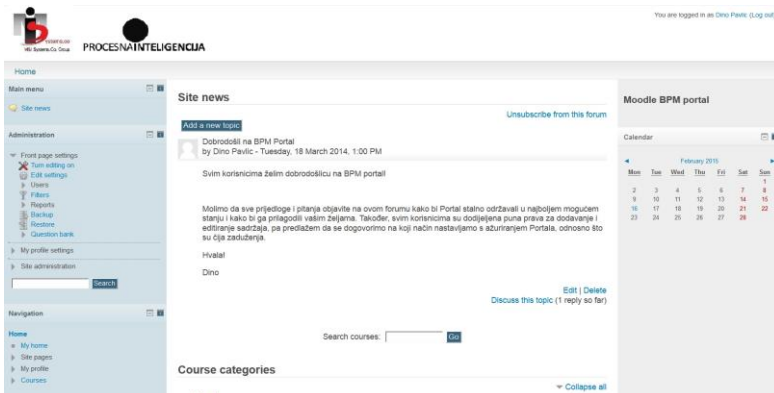 You are logged in as Dino Pavlic (Log out
VSI Systems.Co. Group
PROCESNAINTELIGENCIJA
Home
Main menu
Site news
Administration
Front page settings
Turn editing on
Edit settings
Users
Filters
Reports
Backup
Restore
Question bank
My profile settings
Site administration
Search
Navigation
Home
My home
Site pages
My profile
Courses
Site news
Unsubscribe from this forum
Add a new topic
Dobrodošli na BPM Portal
by Dino Pavlic - Tuesday, 18 March 2014, 1:00 PM
Svim korisnicima želim dobrodošlicu na BPM portal!
Molimo da sve prijedloge i pitanja objavite na ovom forumu kako bi Portal stalno održavali u najboljem mogućem
stanju i kako bi ga prilagodili vašim željama. Također, svim korisnicima su dodijeljena puna prava za dodavanje i
editiranje sadržaja, pa predlažem da se dogovorimo na koji način nastavljamo s ažuriranjem Portala, odnosno što
su čija zaduženja.
Hvala!
Dino
Edit | Delete
Discuss this topic (1 reply so far)
Search courses:
Go
Course categories
Collapse all
Moodle BPM portal
Calendar
February 2015
Mon Tue Wed Thu Fri Sat Sun
1
2 3 4 5 6 7 8
9 10 11 12 13 14 15
16 17 18 19 20 21 22
23 24 25 26 27 28